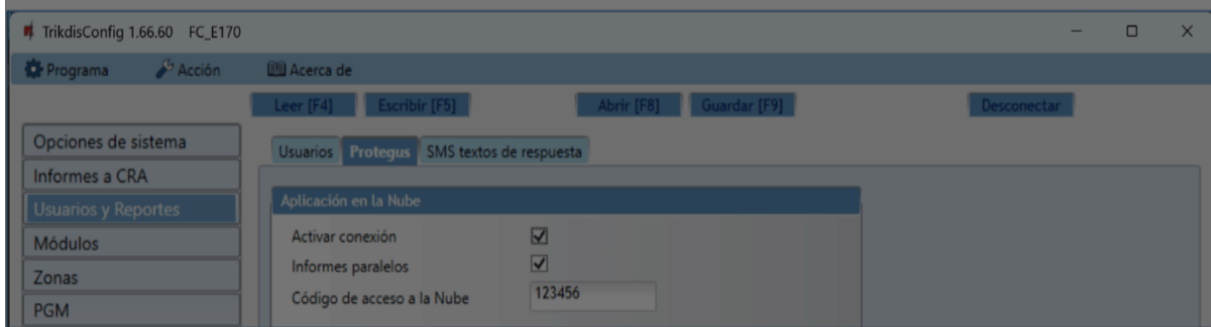 TrikdisConfig 1.66.60 FC_E170
Programa Acción Acerca de
Leer [F4] Escribir [F5] Abrir [F8] Guardar [F9] Desconectar
Opciones de sistema
Informes a CRA
Usuarios y Reportes
Módulos
Zonas
PGM
Usuarios Protegus SMS textos de respuesta
Aplicación en la Nube
Activar conexión
Informes paralelos
Código de acceso a la Nube 123456